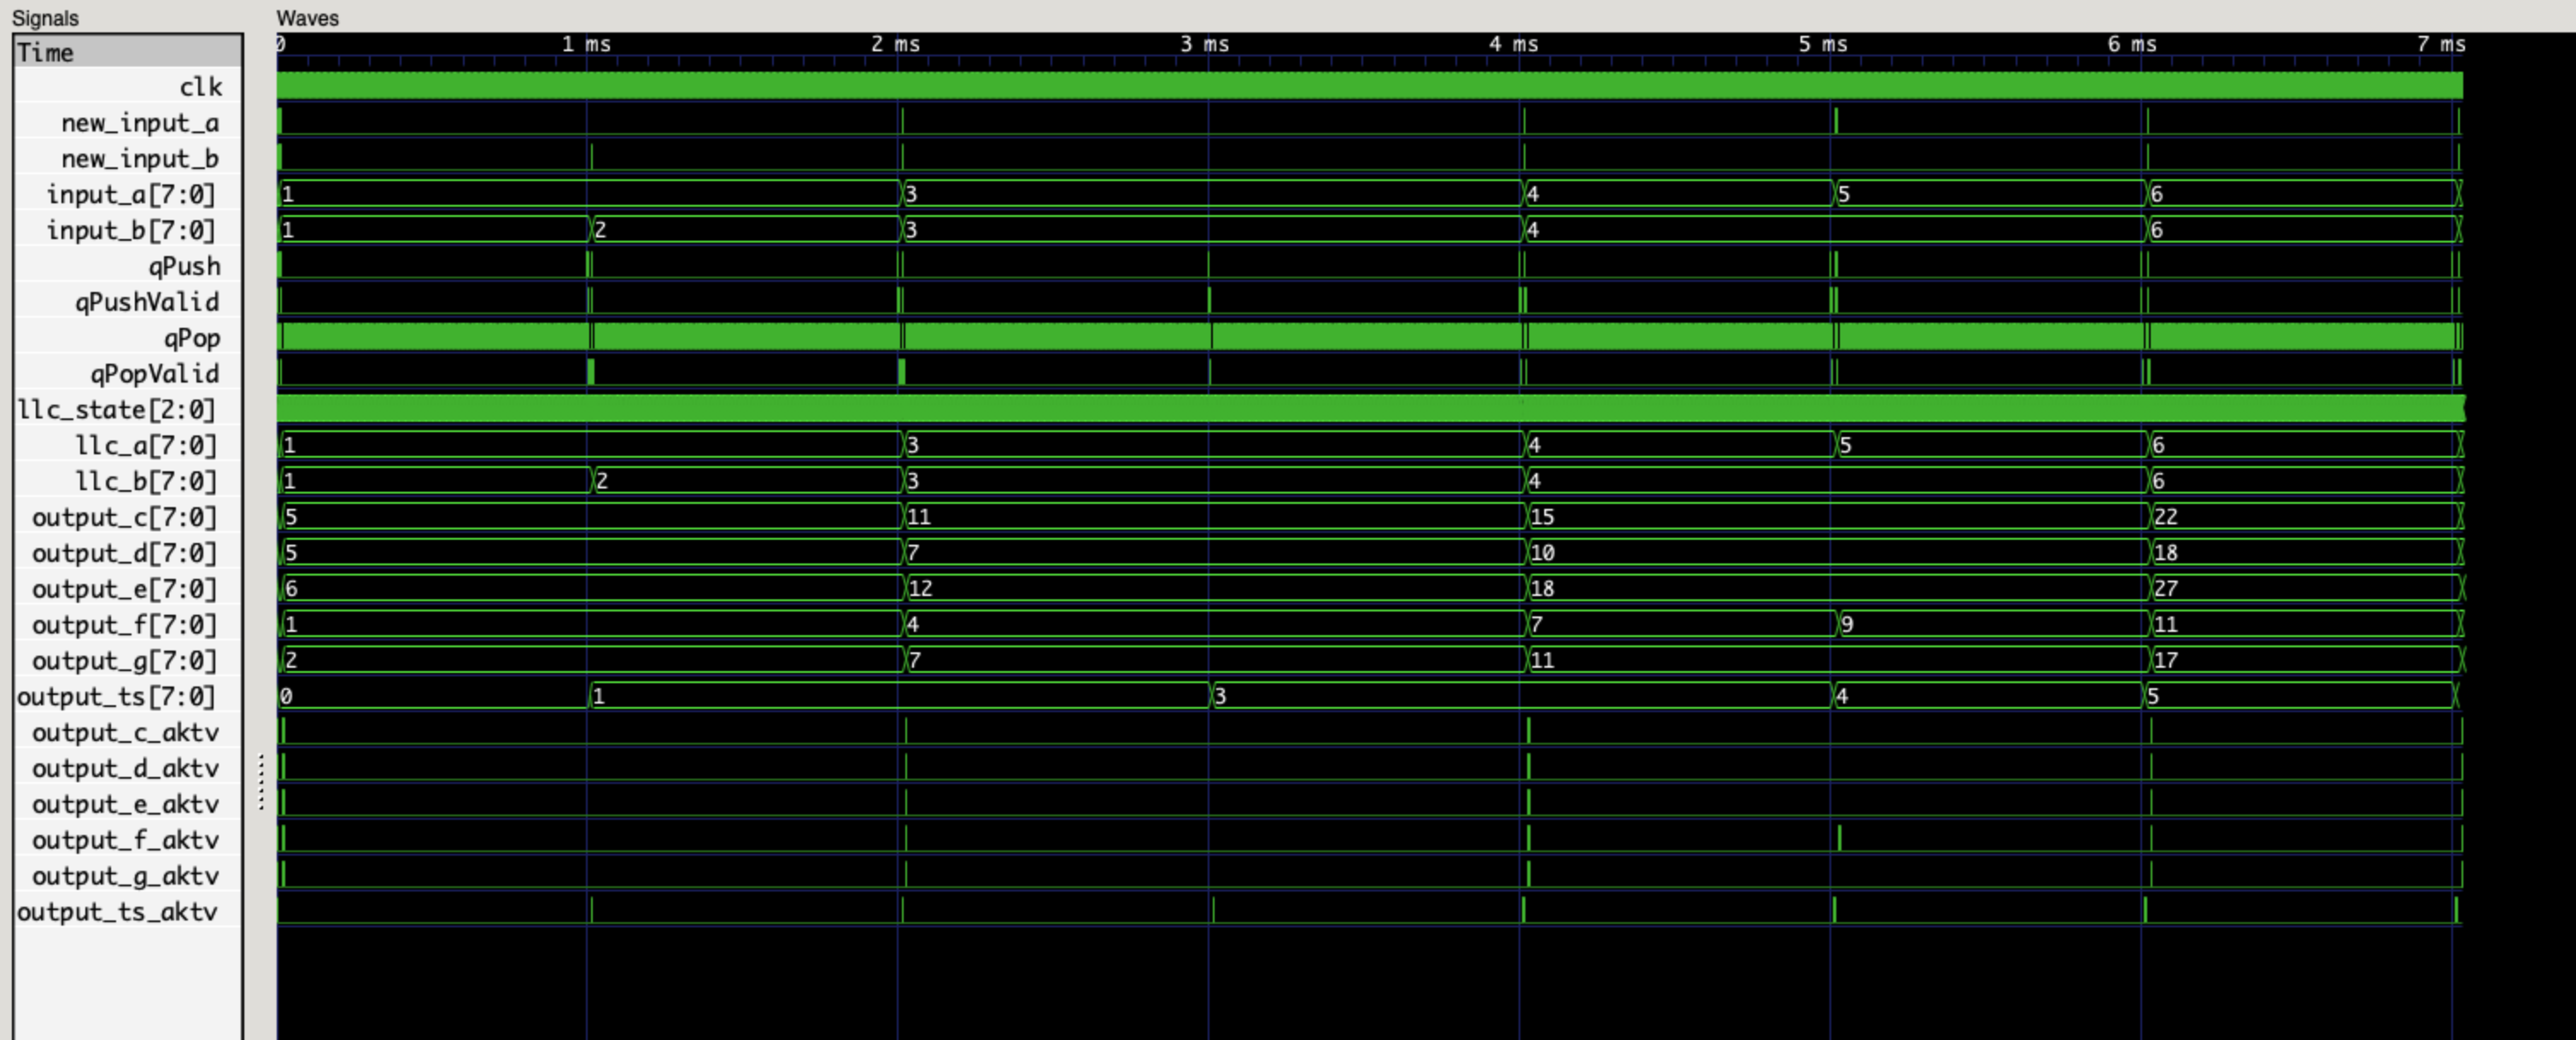 Signals Waves
Time 0 1 ms 2 ms 3 ms 4 ms 5 ms 6 ms 7 ms
clk
new_input_a
new_input_b
input_a[7:0] 1 3 4 5 6
input_b[7:0] 1 2 3 4 6
qPush
qPushValid
qPop
qPopValid
llc_state[2:0]
llc_a[7:0] 1 3 4 5 6
llc_b[7:0] 1 2 3 4 6
output_c[7:0] 5 11 15 22
output_d[7:0] 5 7 10 18
output_e[7:0] 6 12 18 27
output_f[7:0] 1 4 7 9 11
output_g[7:0] 2 7 11 17
output_ts[7:0] 0 1 3 4 5
output_c_aktv
output_d_aktv
output_e_aktv
output_f_aktv
output_g_aktv
output_ts_aktv